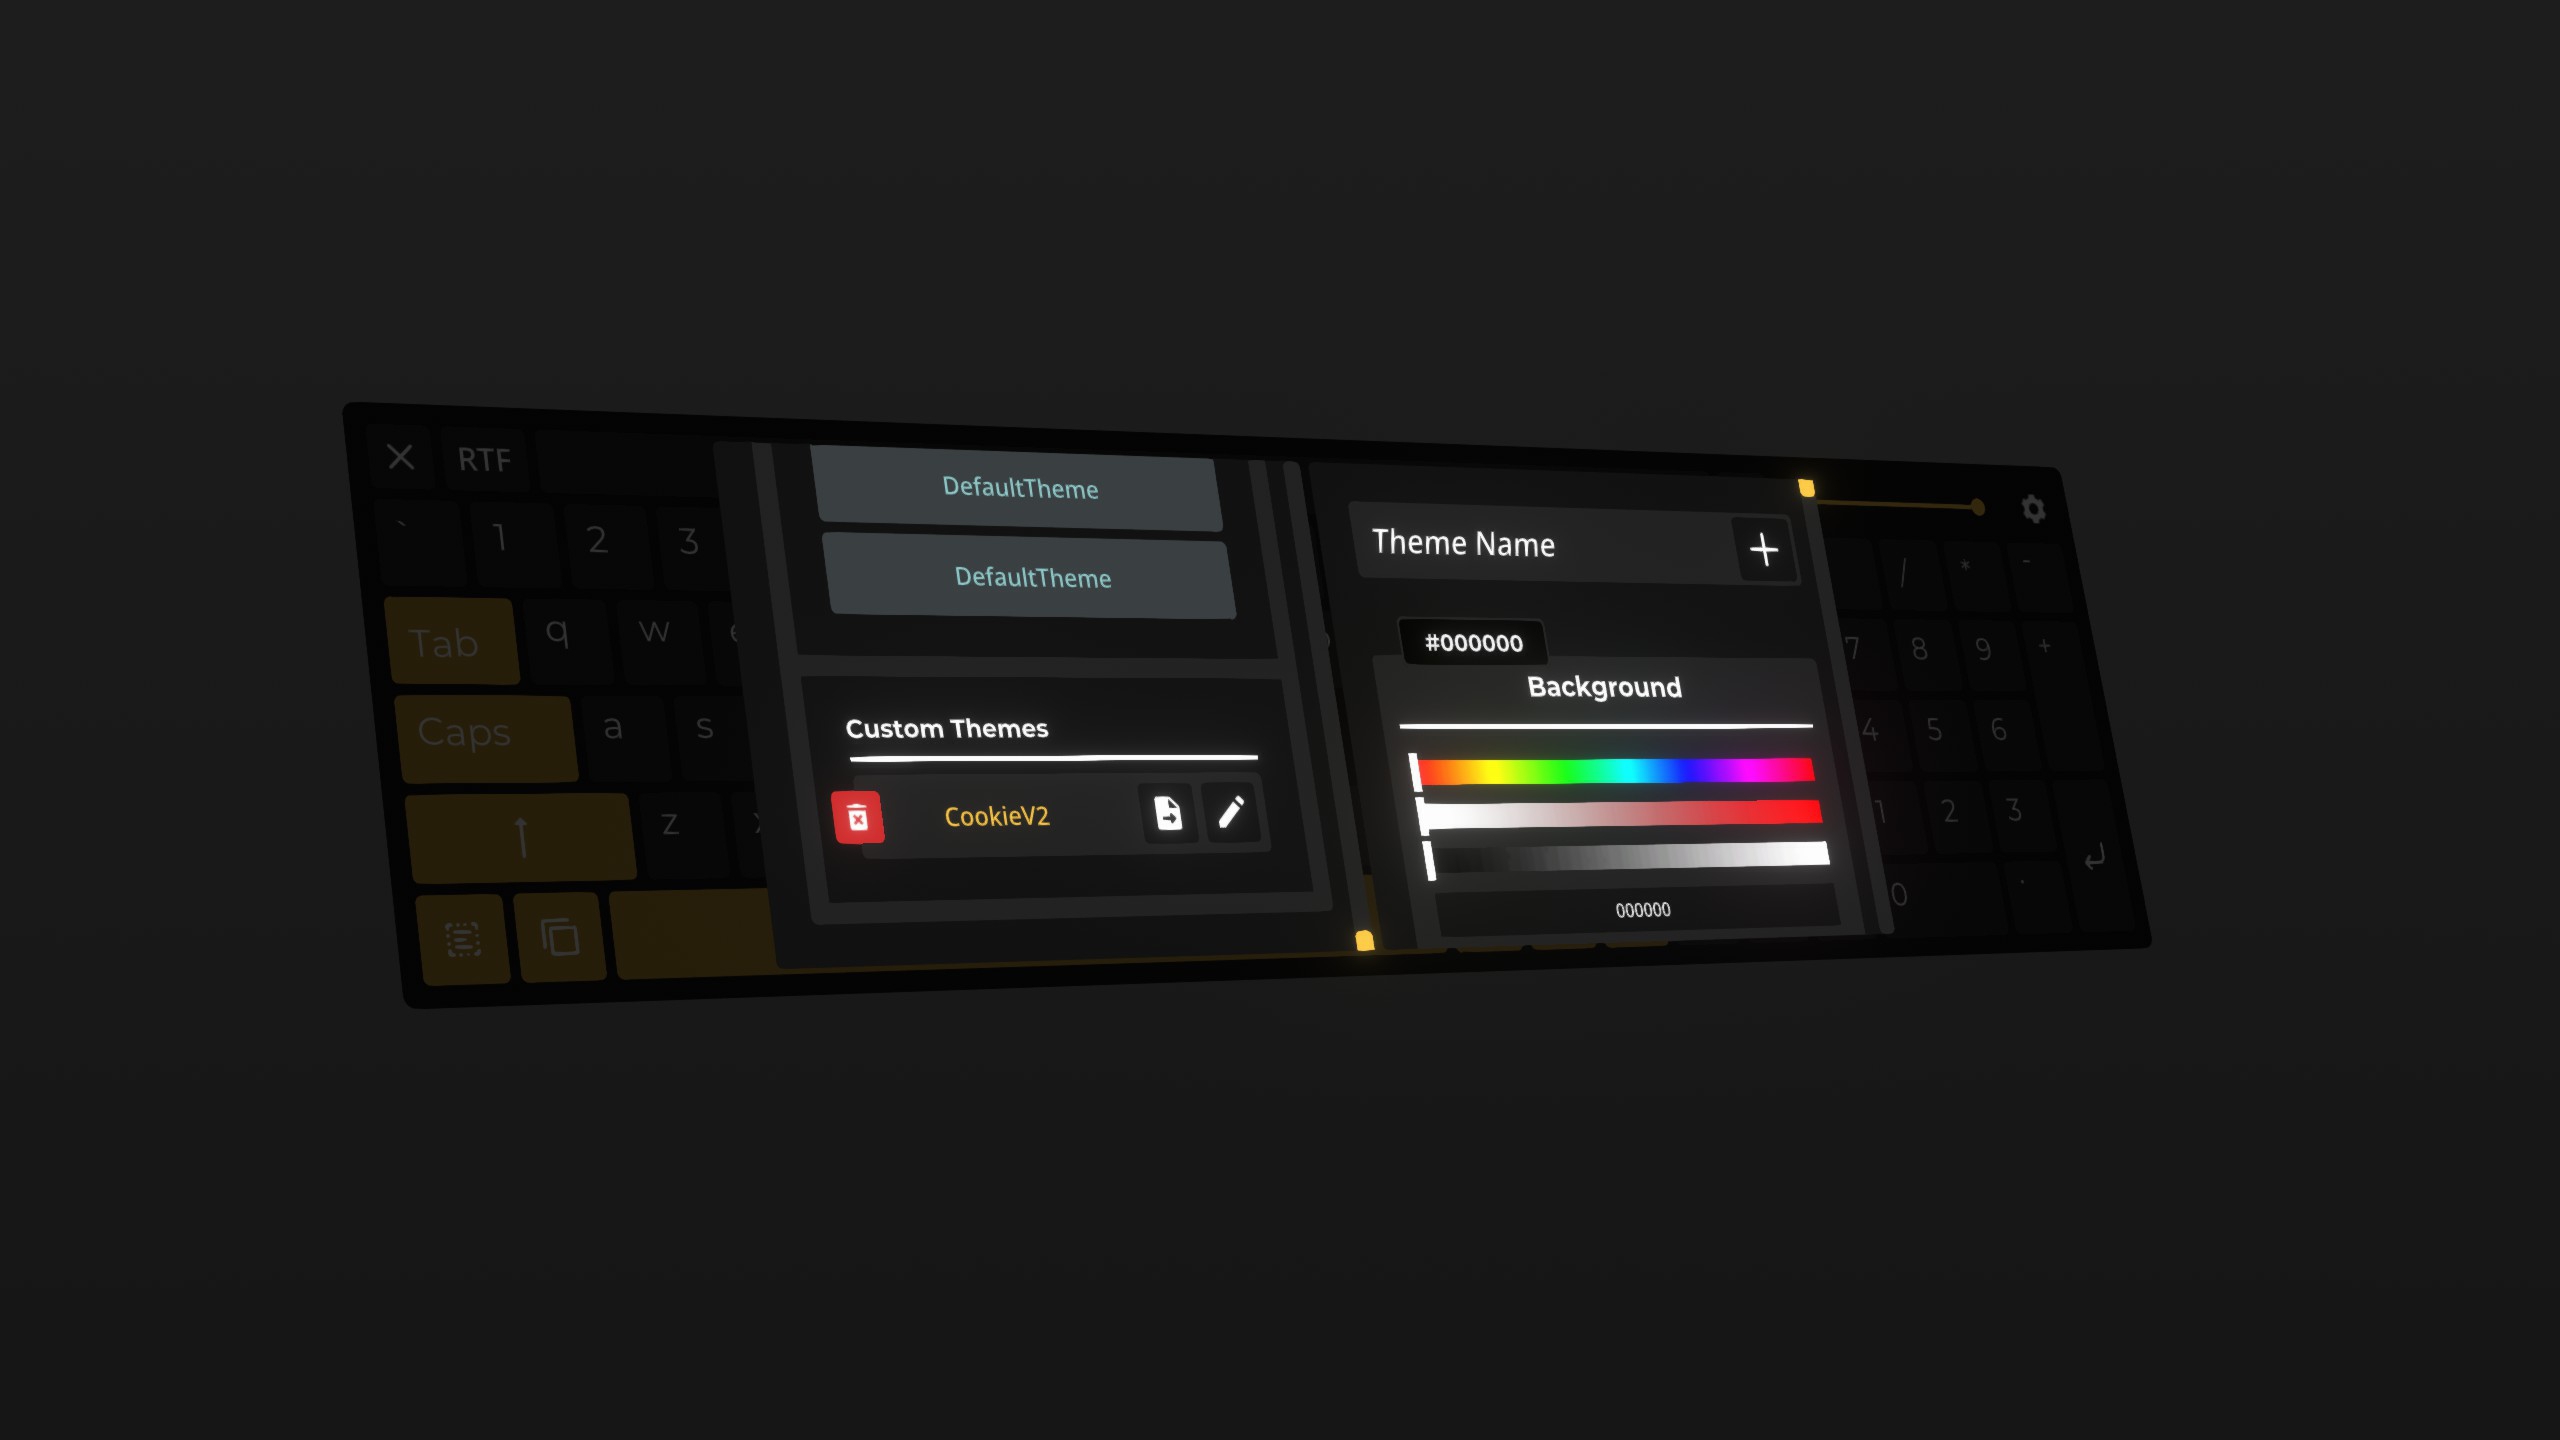 RTF
` 1 2 3
Tab q w
Caps a s
z
DefaultTheme
DefaultTheme
Custom Themes
CookieV2
Theme Name
#000000
Background
000000
/ * -
7 8 9 +
4 5 6
1 2 3
0 .